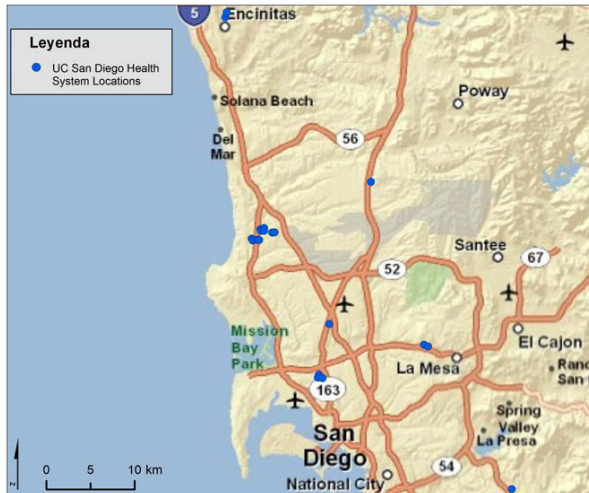 5
Encinitas
Leyenda
UC San Diego Health
System Locations
Poway
Solana Beach
56
Del
Mar
Santee
67
52
Mission
Bay
Park
El Cajon
La Mesa
Ranc
San
163
Spring
Valley
La Presa
San
Diego
54
National City
N
0 5 10 km